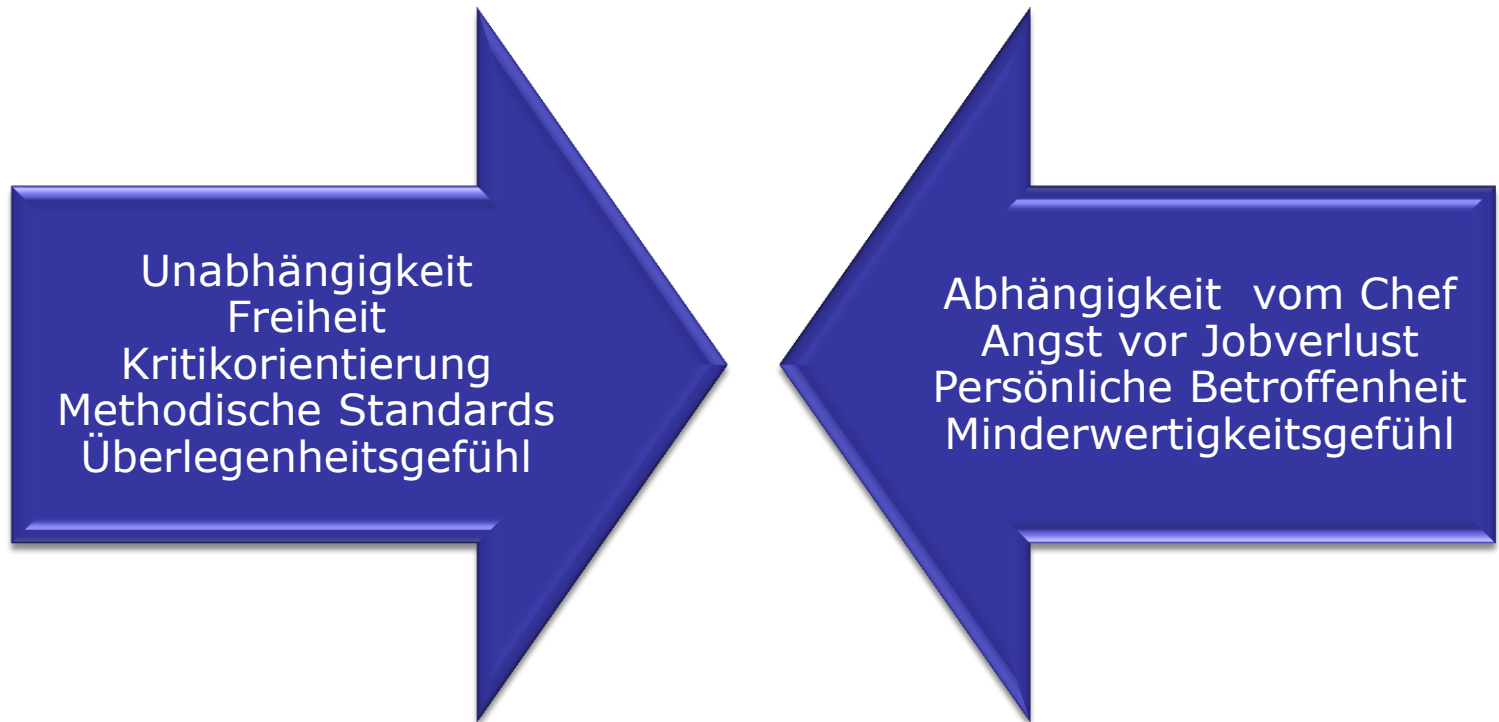 Unabhängigkeit
Freiheit
Kritikorientierung
Methodische Standards
Überlegenheitsgefühl
Abhängigkeit  vom Chef
Angst vor Jobverlust
Persönliche Betroffenheit
Minderwertigkeitsgefühl